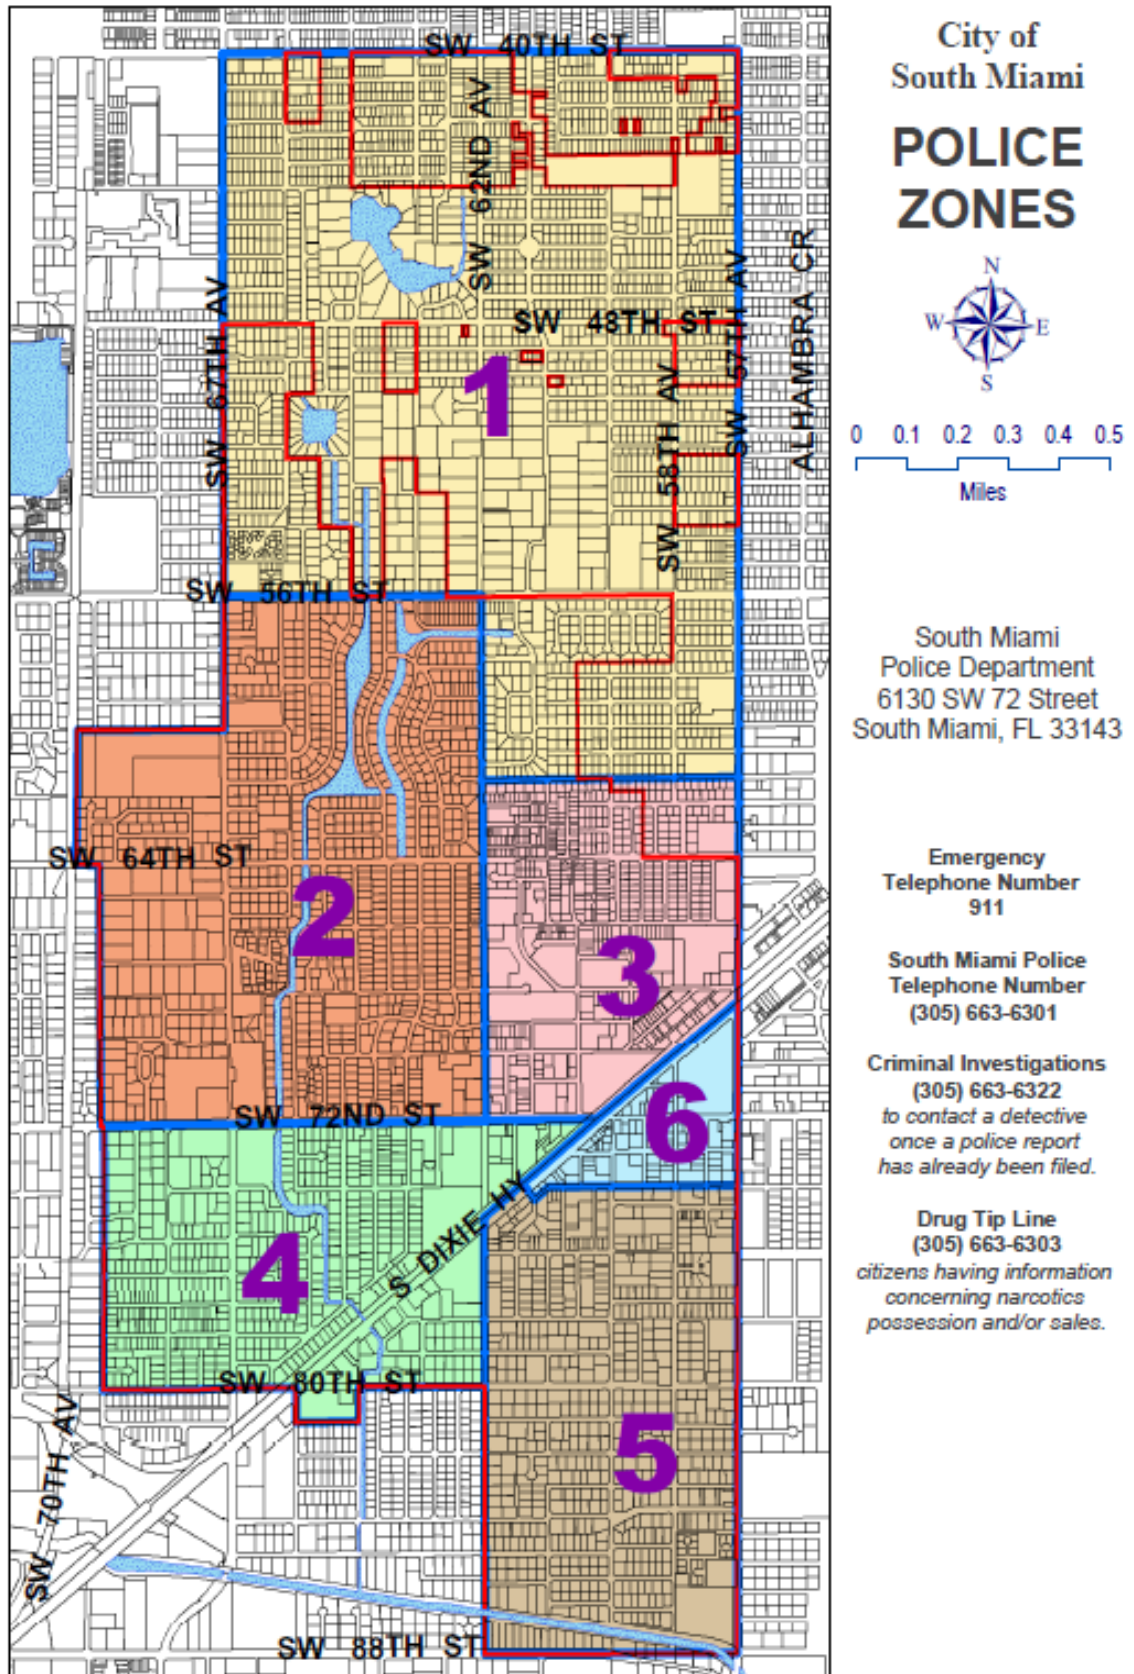 City of
South Miami
POLICE
ZONES
N
W
E
S
0 0.1 0.2 0.3 0.4 0.5
Miles
South Miami
Police Department
6130 SW 72 Street
South Miami, FL 33143
Emergency
Telephone Number
911
South Miami Police
Telephone Number
(305) 663-6301
Criminal Investigations
(305) 663-6322
to contact a detective
once a police report
has already been filed.
Drug Tip Line
(305) 663-6303
citizens having information
concerning narcotics
possession and/or sales.
SW 40TH ST
SW 62ND AV
SW 67TH AV
SW 48TH ST
SW 57TH AV
ALHAMBRA CR
1
SW 58TH AV
SW 56TH ST
SW 64TH ST
2
3
SW 72ND ST
6
S DIXIE HY
4
SW 80TH ST
5
SW 70TH AV
SW 88TH ST